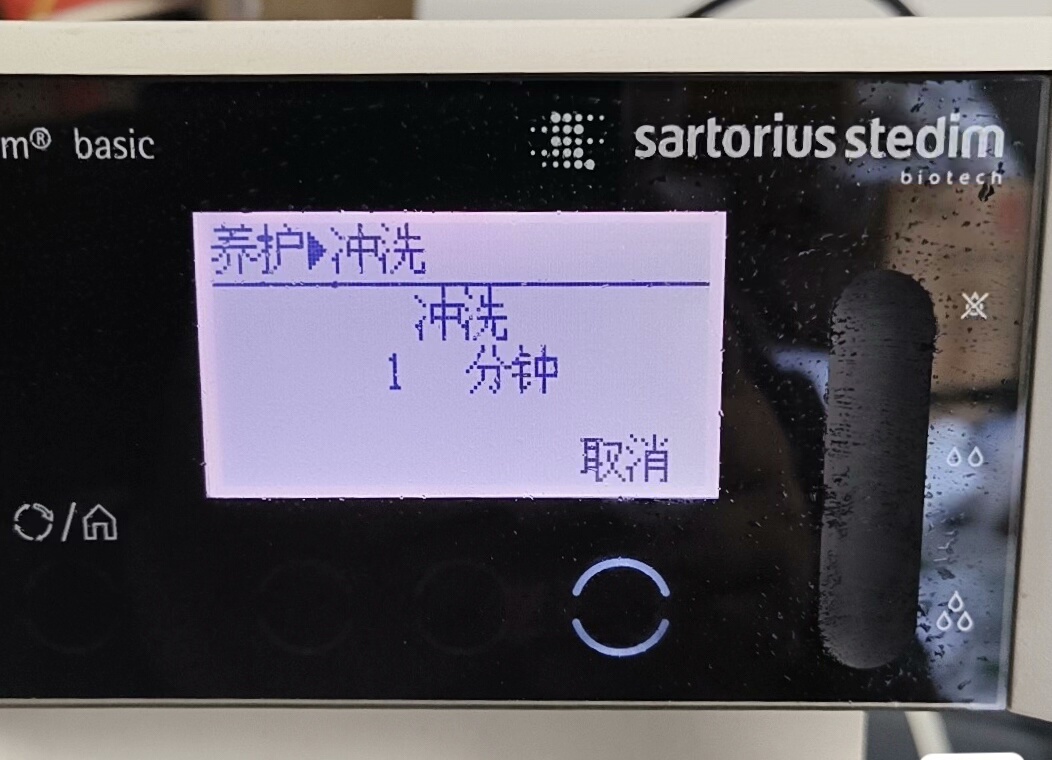 m® basic
sartorius stedim
biotech
养护▶冲洗
冲洗
1 分钟
取消
/